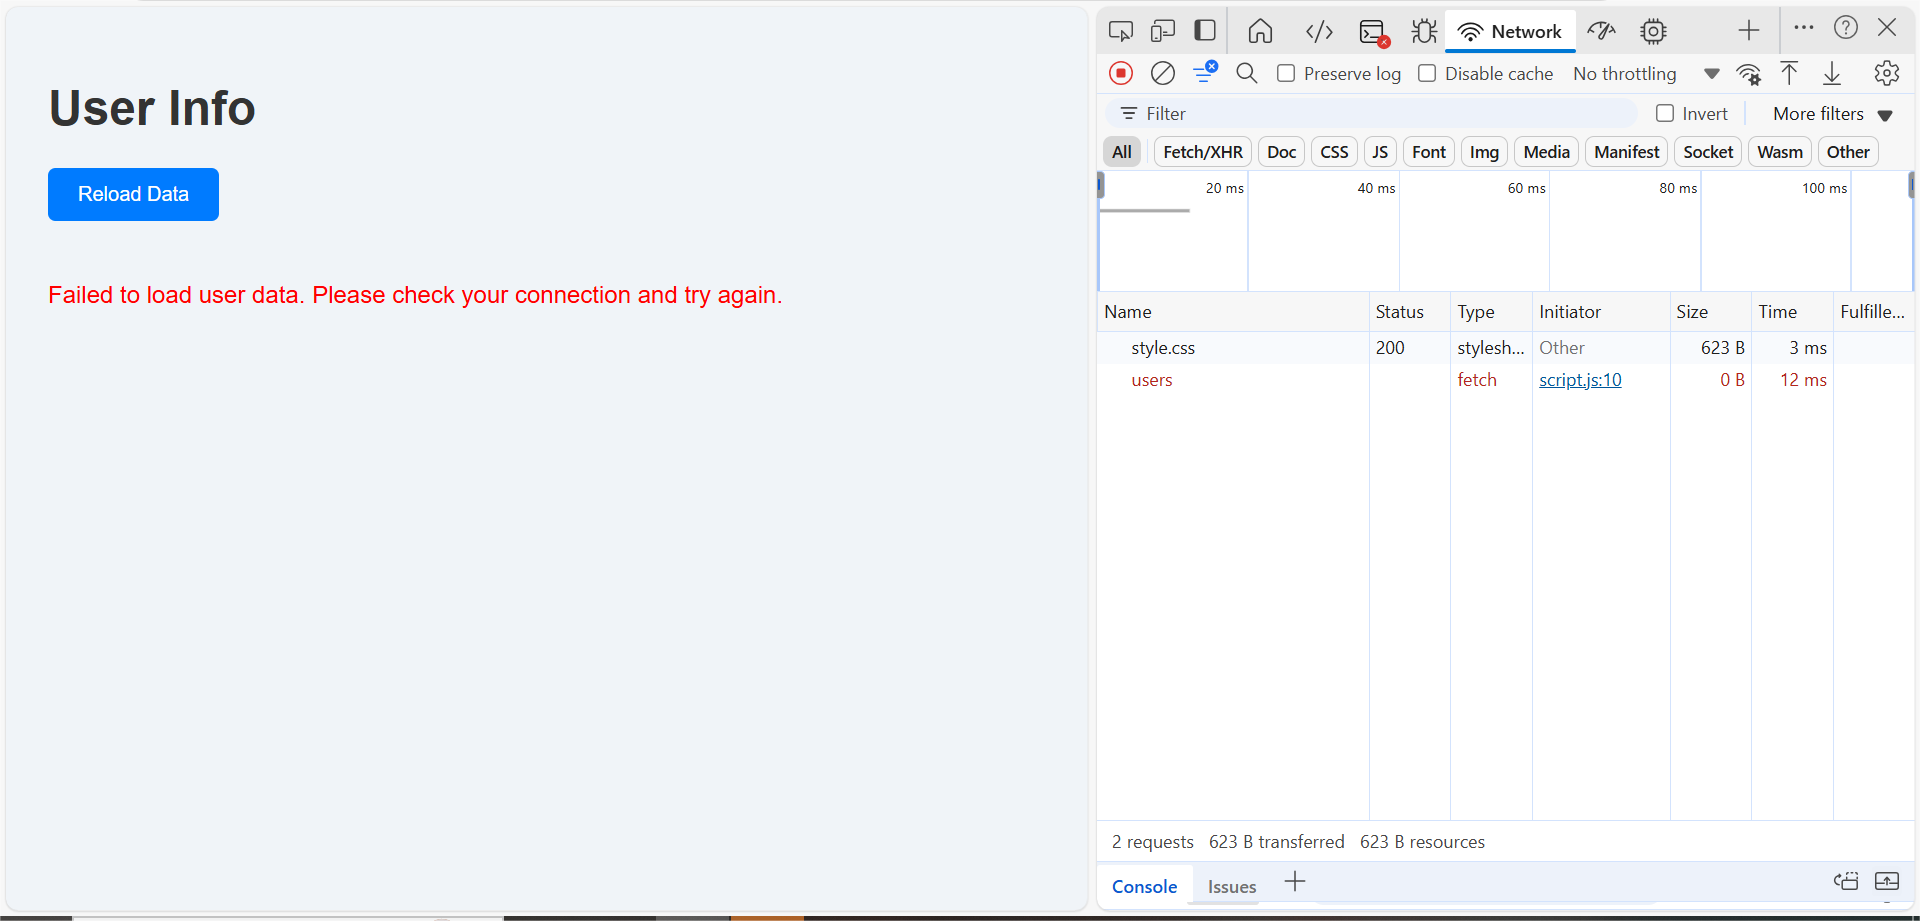 User Info
Reload Data
Failed to load user data. Please check your connection and try again.
Network
Preserve log Disable cache No throttling
Filter Invert More filters
All Fetch/XHR Doc CSS JS Font Img Media Manifest Socket Wasm Other
20 ms 40 ms 60 ms 80 ms 100 ms
Name Status Type Initiator Size Time Fulfille...
style.css 200 stylesh... Other 623 B 3 ms
users fetch script.js:10 0 B 12 ms
2 requests 623 B transferred 623 B resources
Console Issues